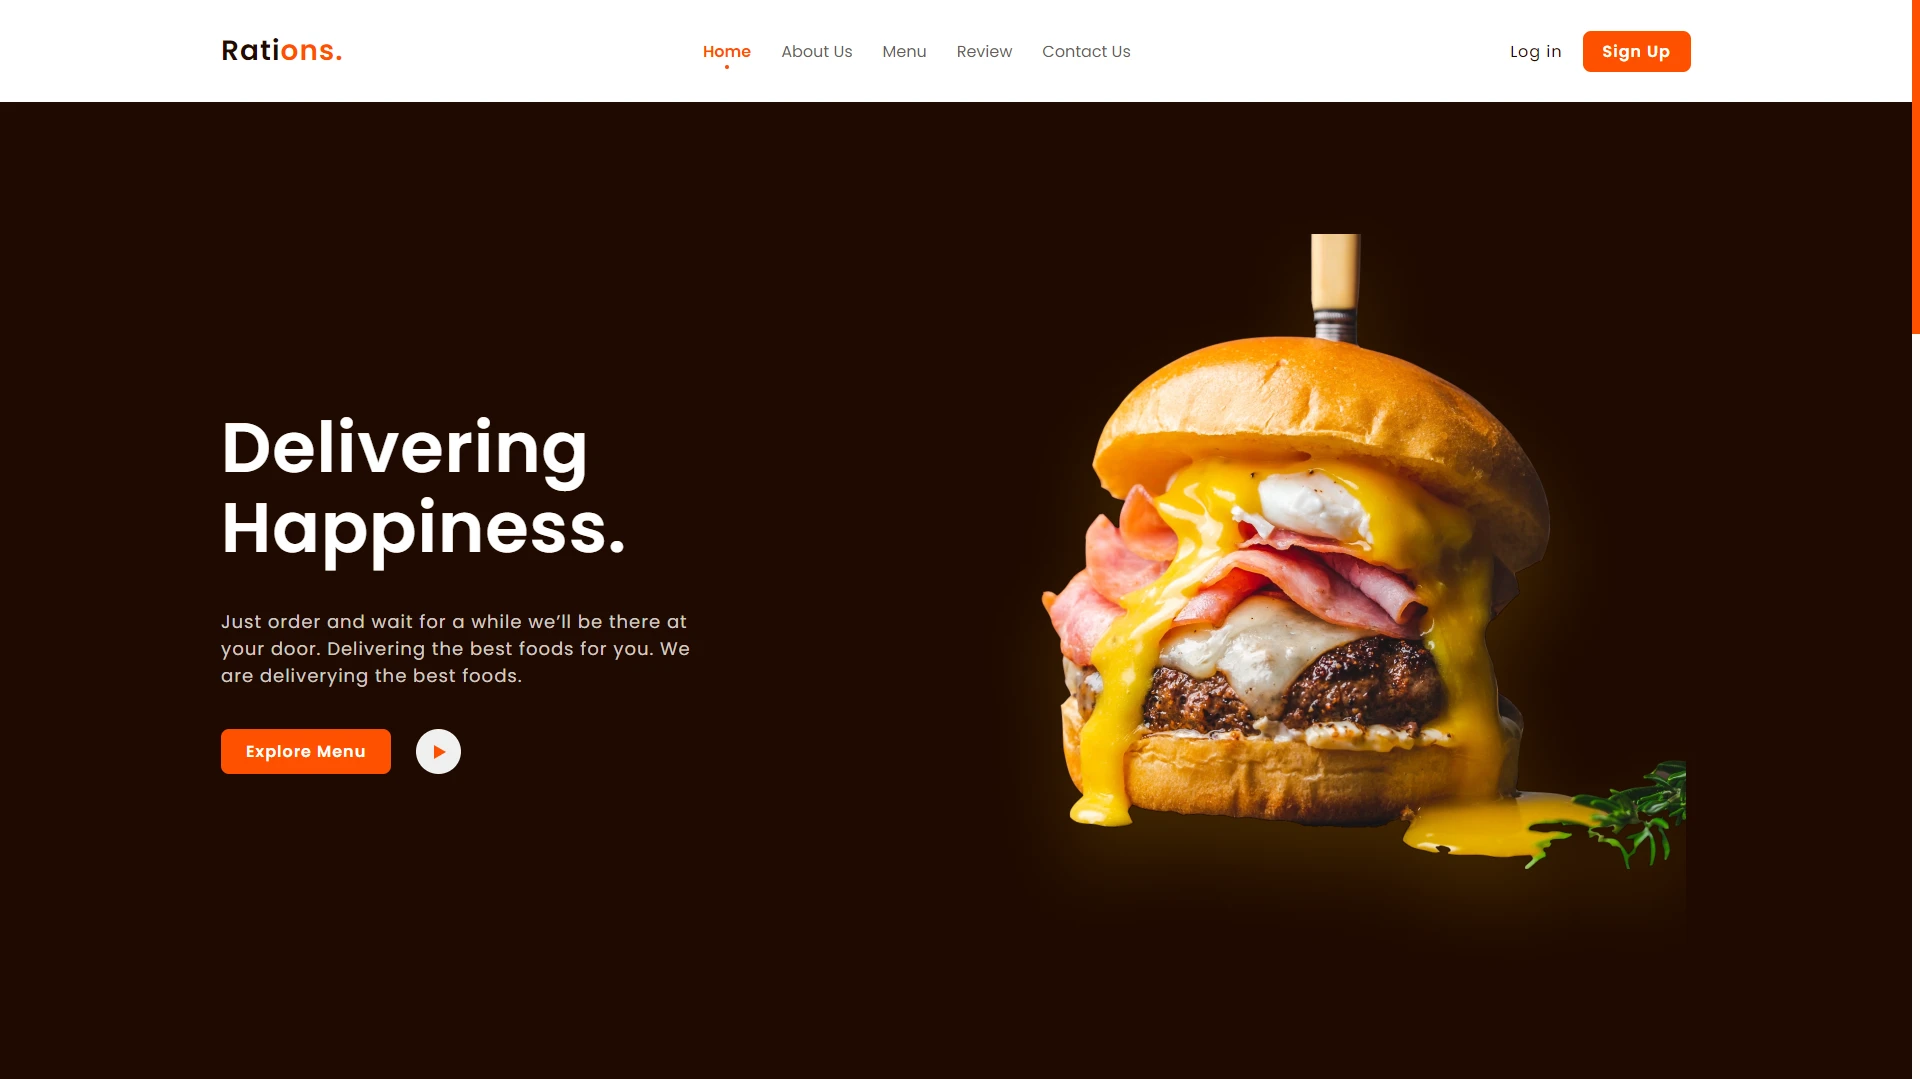 Rations.
Home
About Us
Menu
Review
Contact Us
Log in
Sign Up
Delivering
Happiness.
Just order and wait for a while we’ll be there at
your door. Delivering the best foods for you. We
are deliverying the best foods.
Explore Menu